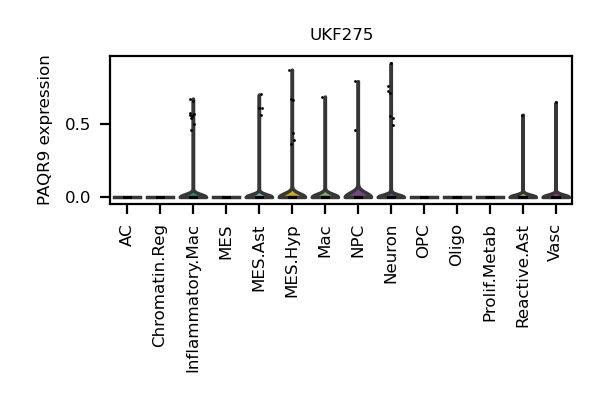 UKF275
PAQR9 expression
0.5
0.0
AC
Chromatin.Reg
Inflammatory.Mac
MES
MES.Ast
MES.Hyp
Mac
NPC
Neuron
OPC
Oligo
Prolif.Metab
Reactive.Ast
Vasc